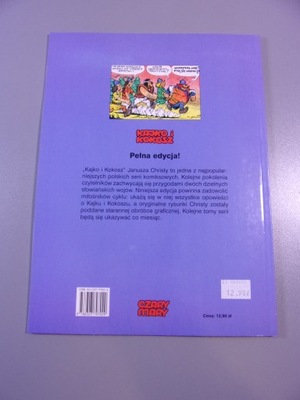 KAJKO i
KOKOSZ
Pełna edycja!
„Kajko i Kokosz" Janusza Christy to jedna z najpopular-
niejszych polskich serii komiksowych. Kolejne pokolenia
czytelników zachwycają się przygodami dwóch dzielnych
słowiańskich wojów. Niniejsza edycja powinna zadowolić
miłośników cyklu: ukażą się w niej wszystkie opowieści
o Kajku i Kokoszu, a oryginalne rysunki Christy zostały
poddane starannej obróbce graficznej. Kolejne tomy serii
będą się ukazywać co miesiąc.
CZARY
MARY
Cena: 12,90 zł